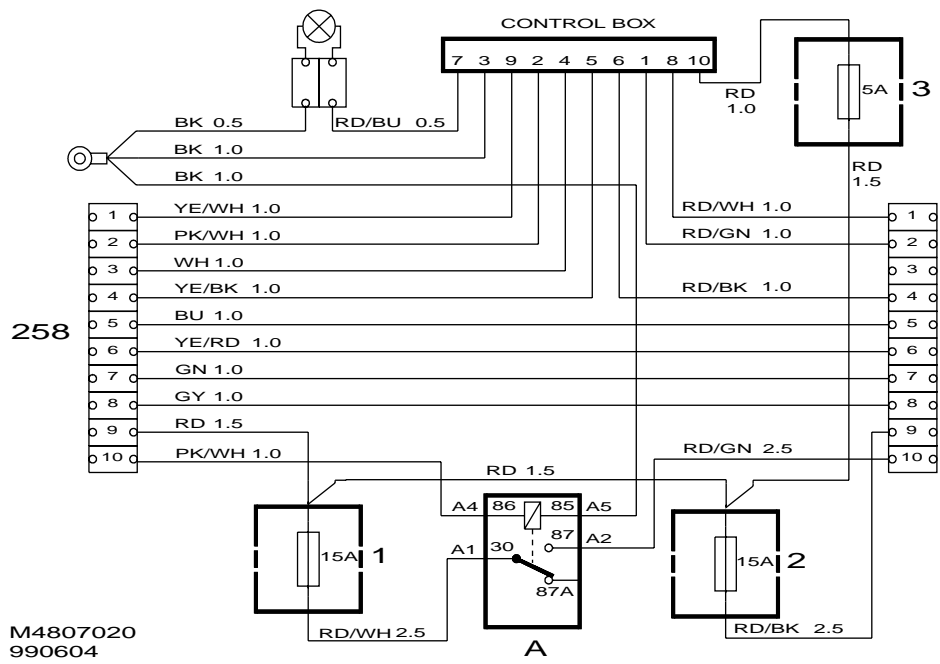 CONTROL BOX
7 3 9 2 4 5 6 1 8 10
RD
1.0
5A
3
BK 0.5
RD/BU 0.5
BK 1.0
BK 1.0
RD
1.5
1 YE/WH 1.0 RD/WH 1.0 1
2 PK/WH 1.0 RD/GN 1.0 2
3 WH 1.0 3
4 YE/BK 1.0 RD/BK 1.0 4
258
5 BU 1.0 5
6 YE/RD 1.0 6
7 GN 1.0 7
8 GY 1.0 8
9 RD 1.5 9
10 PK/WH 1.0 RD/GN 2.5 10
RD 1.5
A4 86 85 A5
87 A2
A1 30
87A
15A 1
15A 2
RD/WH 2.5
RD/BK 2.5
A
M4807020
990604